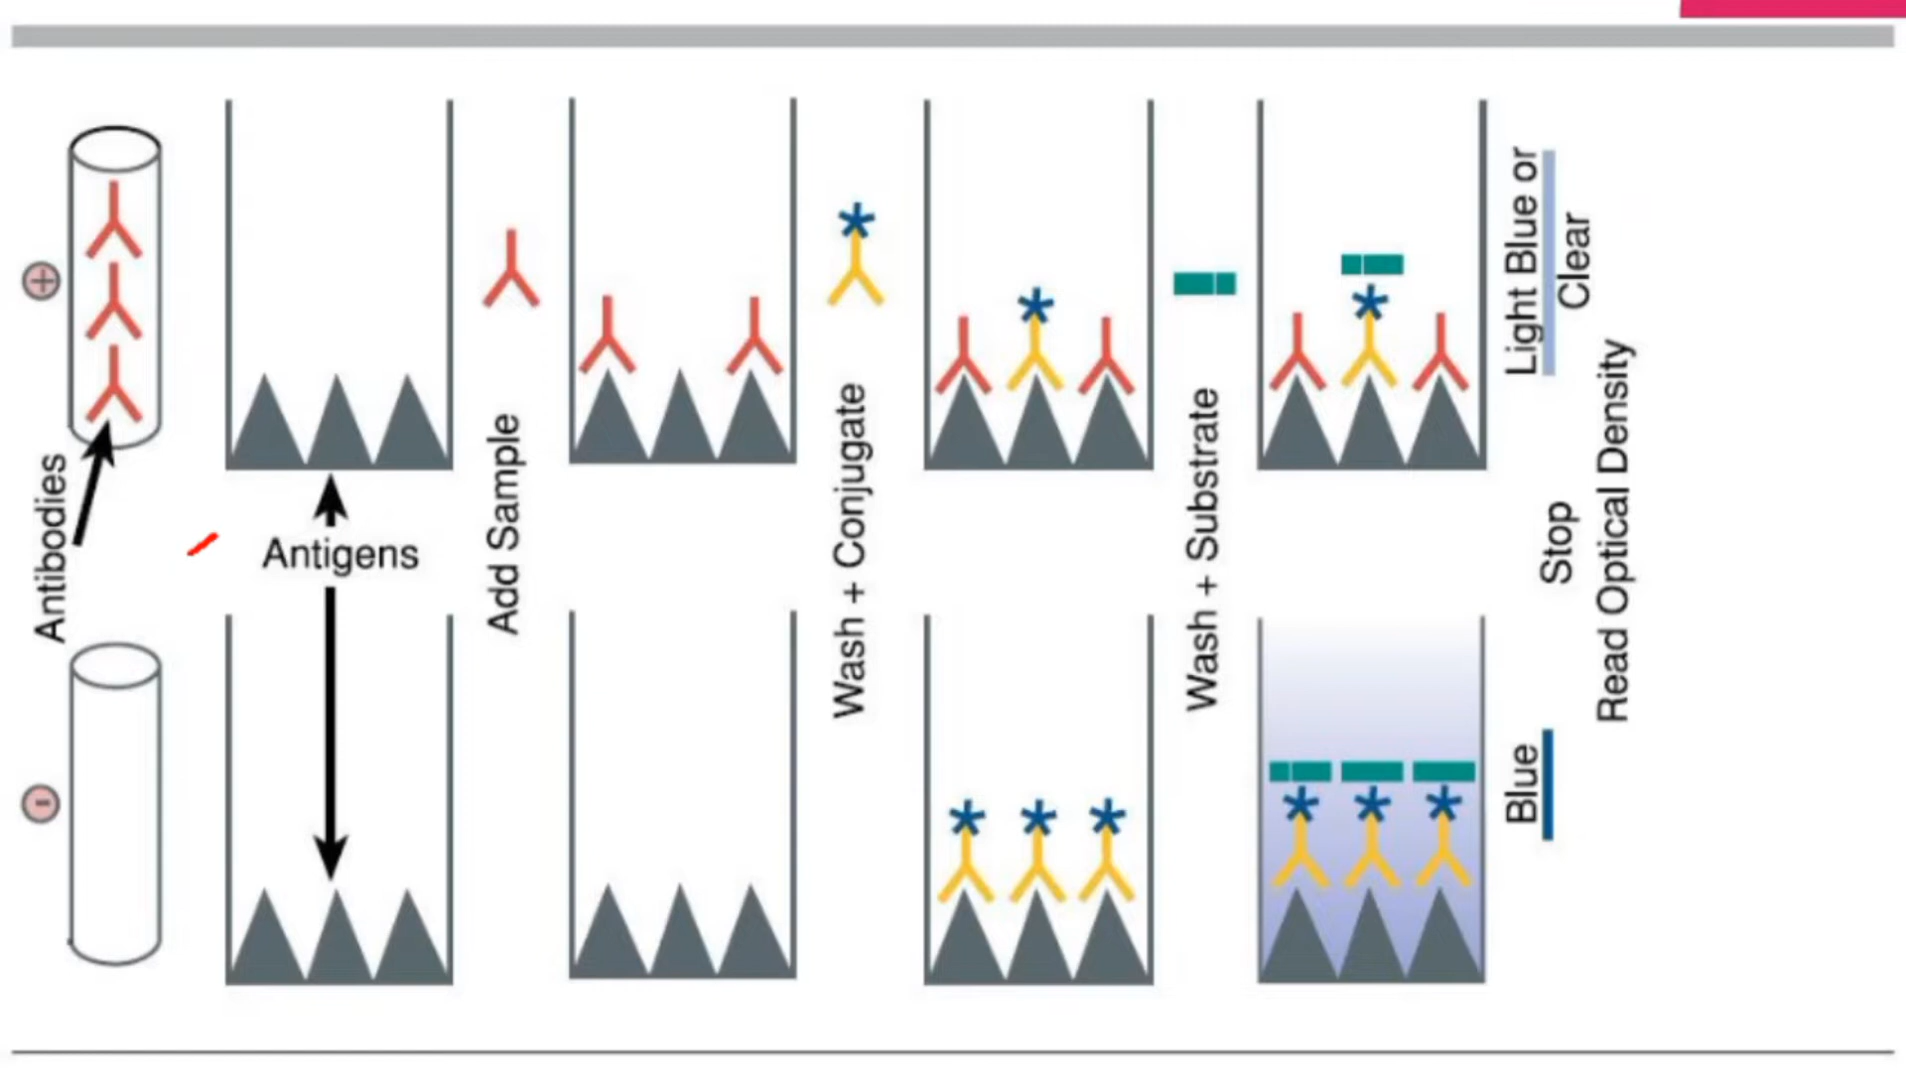 +
Antibodies
-
Antigens
Add Sample
Wash + Conjugate
Wash + Substrate
Light Blue or
Clear
Blue
Stop
Read Optical Density